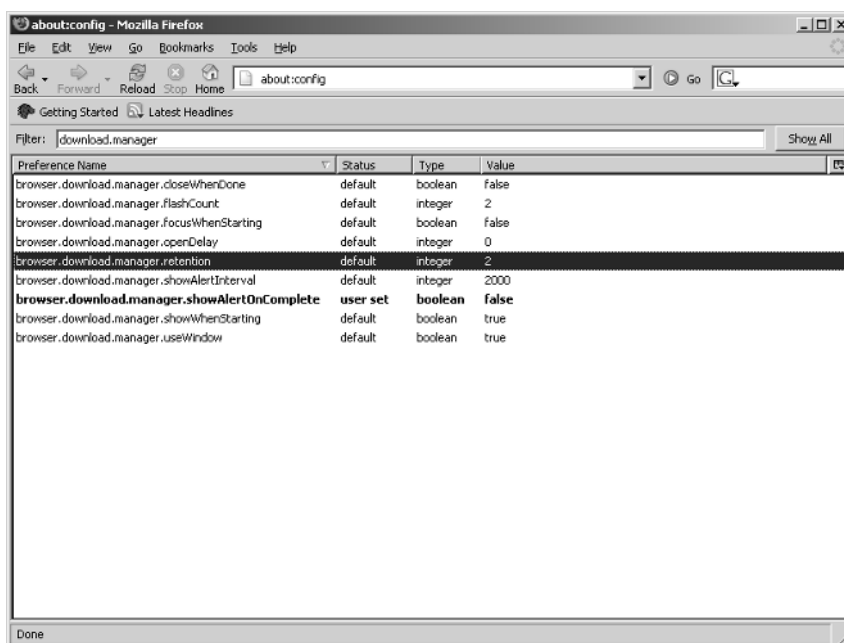 about:config - Mozilla Firefox
File Edit View Go Bookmarks Tools Help
Back Forward Reload Stop Home about:config Go G
Getting Started Latest Headlines
Filter: download.manager Show All
Preference Name Status Type Value
browser.download.manager.closeWhenDone default boolean false
browser.download.manager.flashCount default integer 2
browser.download.manager.focusWhenStarting default boolean false
browser.download.manager.openDelay default integer 0
browser.download.manager.retention default integer 2
browser.download.manager.showAlertInterval default integer 2000
browser.download.manager.showAlertOnComplete user set boolean false
browser.download.manager.showWhenStarting default boolean true
browser.download.manager.useWindow default boolean true
Done